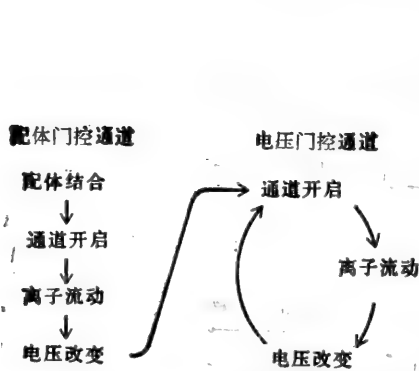 配体门控通道
配体结合
通道开启
离子流动
电压改变
电压门控通道
通道开启
离子流动
电压改变